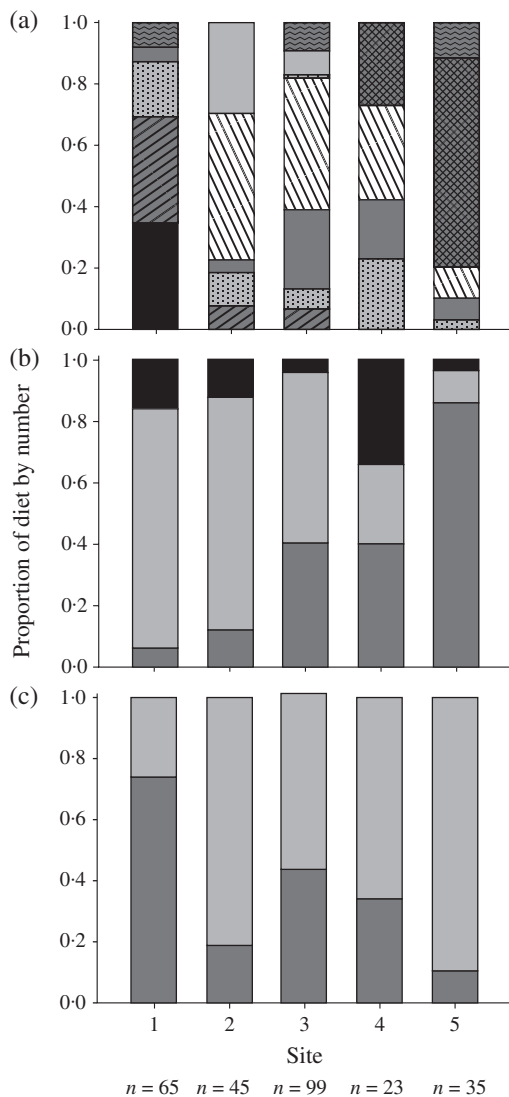 (a)
1·0
0·8
0·6
0·4
0·2
0·0
(b)
1·0
0·8
0·6
0·4
0·2
0·0
Proportion of diet by number
(c)
1·0
0·8
0·6
0·4
0·2
0·0
1 2 3 4 5
Site
n = 65 n = 45 n = 99 n = 23 n = 35